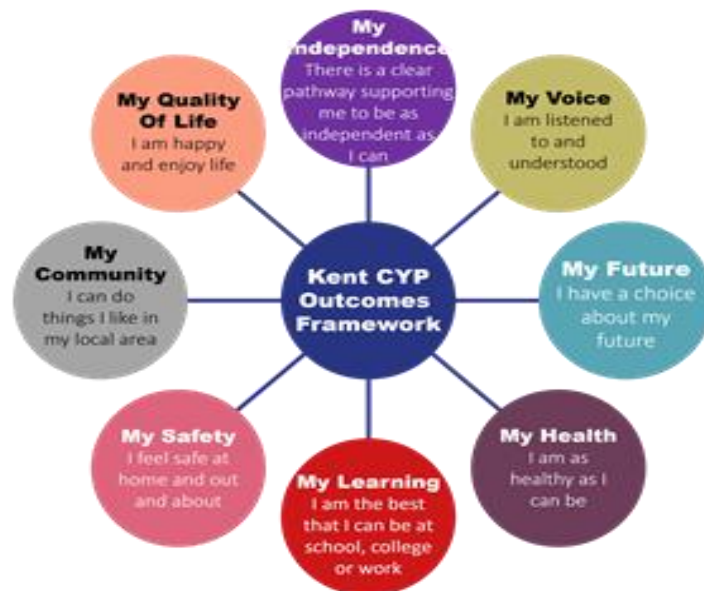 My
Independence
There is a clear
pathway supporting
me to be as
independent as
I can
My Voice
I am listened
to and
understood
My Future
I have a choice
about my
future
My Health
I am as
healthy as I
can be
My Learning
I am the best
that I can be at
school, college
or work
My Safety
I feel safe at
home and out
and about
My
Community
I can do
things I like in
my local area
My Quality
Of Life
I am happy
and enjoy life
Kent CYP
Outcomes
Framework